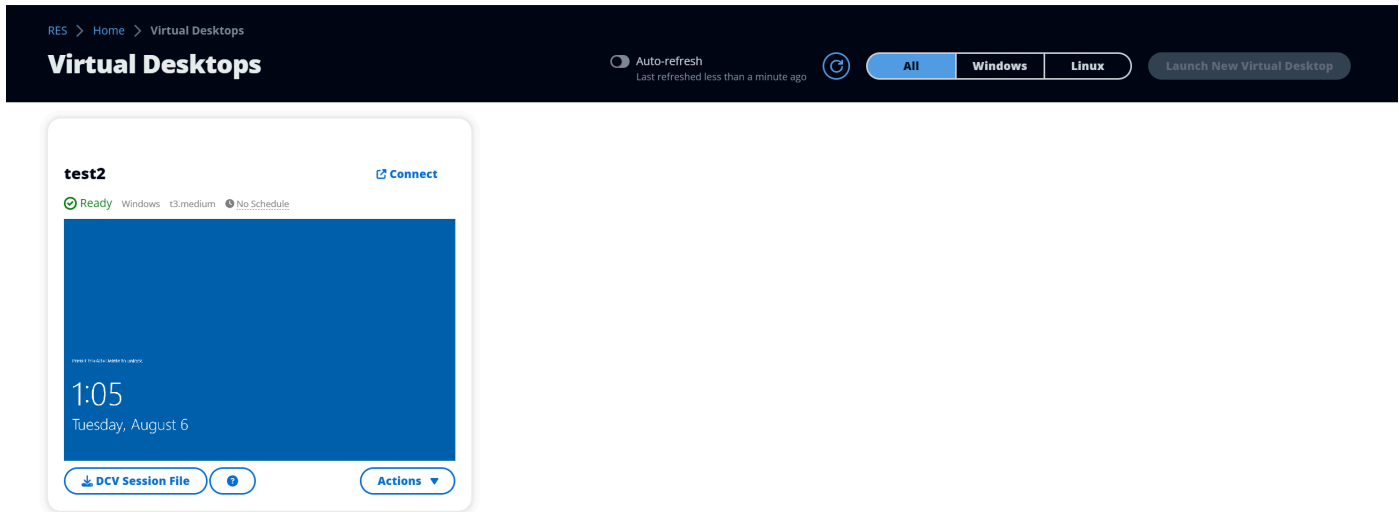 RES > Home > Virtual Desktops
Virtual Desktops
Auto-refresh
Last refreshed less than a minute ago
All Windows Linux
Launch New Virtual Desktop
test2
Connect
Ready Windows t3.medium No Schedule
1:05
Tuesday, August 6
DCV Session File ? Actions